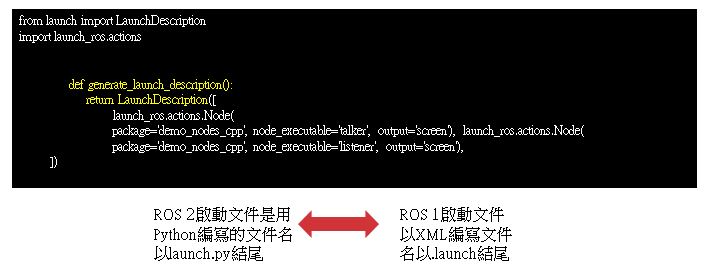 from launch import LaunchDescription
import launch_ros.actions
def generate_launch_description():
return LaunchDescription([
launch_ros.actions.Node(
package='demo_nodes_cpp', node_executable='talker', output='screen'), launch_ros.actions.Node(
package='demo_nodes_cpp', node_executable='listener', output='screen'),
])
ROS 2啟動文件是用
Python編寫的文件名
以launch.py結尾
ROS 1啟動文件
以XML編寫文件
名以.launch結尾